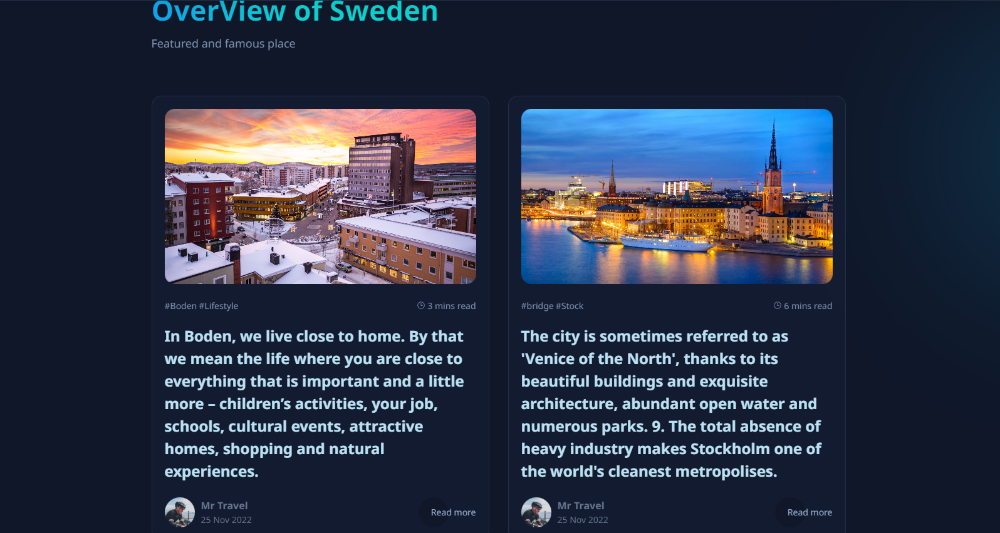 OverView of Sweden
Featured and famous place
#Boden #Lifestyle
3 mins read
In Boden, we live close to home. By that
we mean the life where you are close to
everything that is important and a little
more – children’s activities, your job,
schools, cultural events, attractive
homes, shopping and natural
experiences.
Mr Travel
25 Nov 2022
Read more
#bridge #Stock
6 mins read
The city is sometimes referred to as
'Venice of the North', thanks to its
beautiful buildings and exquisite
architecture, abundant open water and
numerous parks. 9. The total absence of
heavy industry makes Stockholm one of
the world's cleanest metropolises.
Mr Travel
25 Nov 2022
Read more